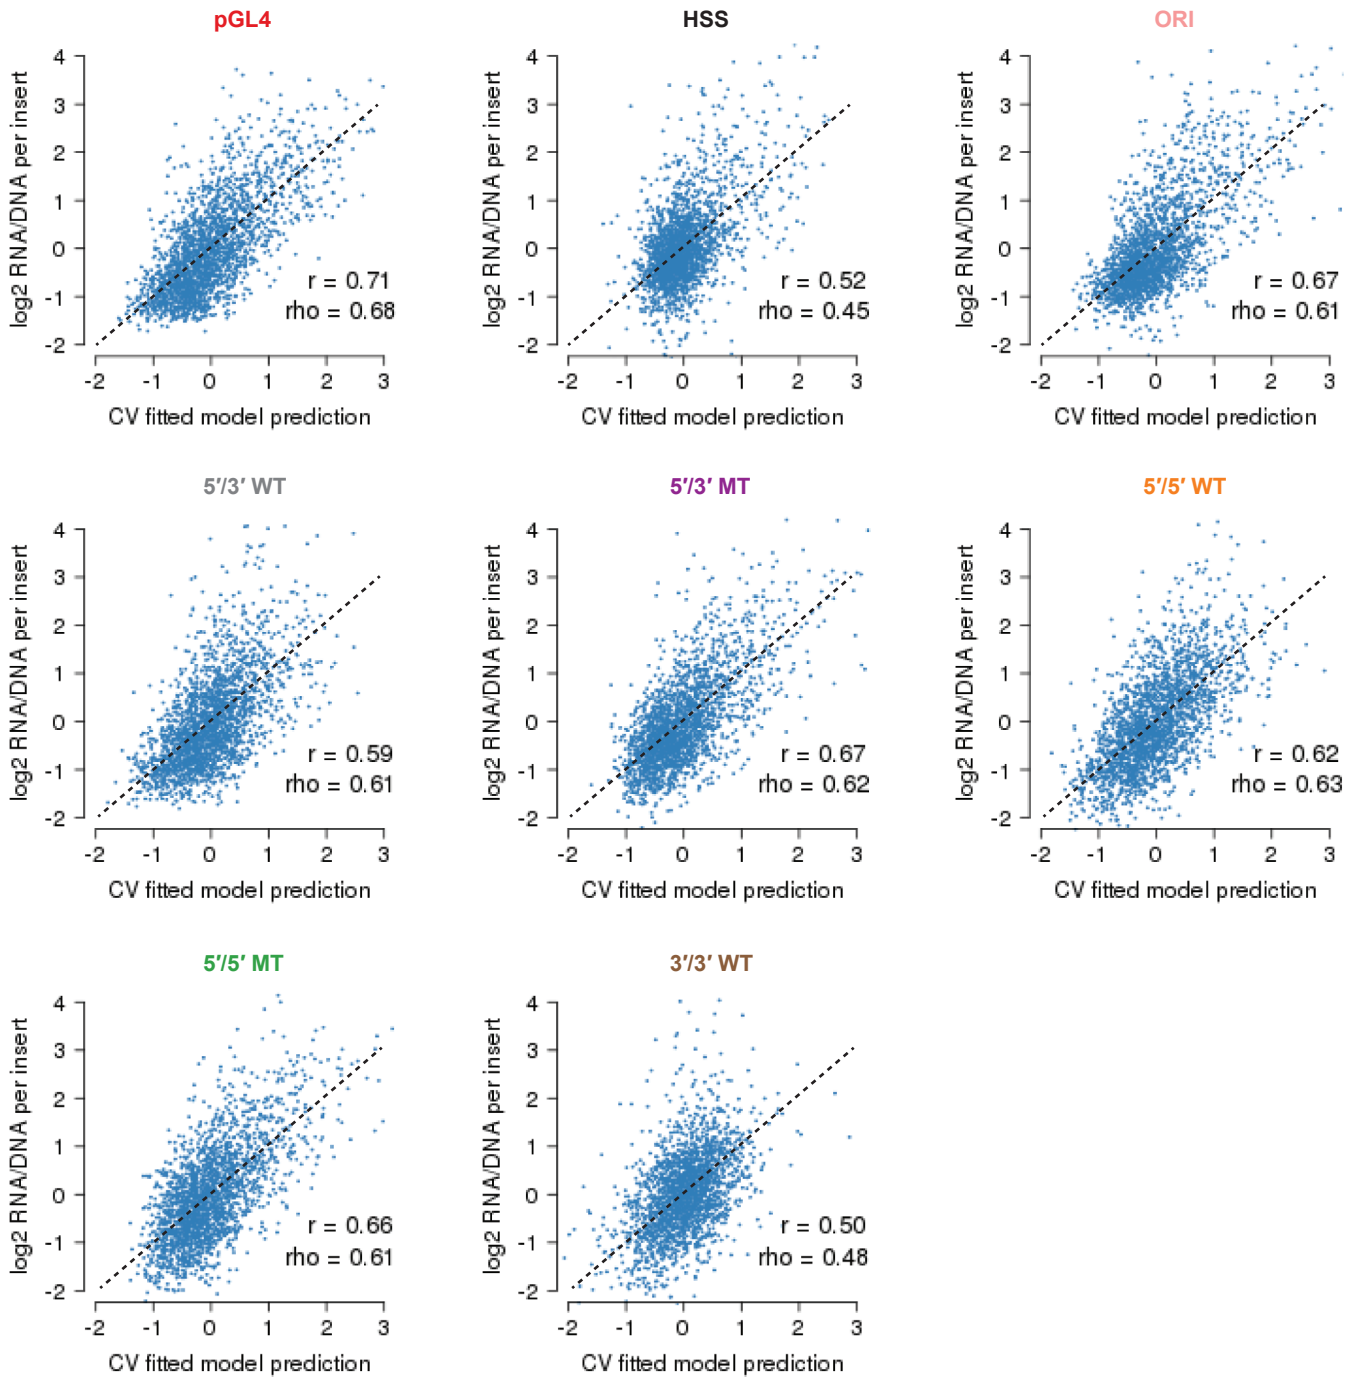 pGL4
log2 RNA/DNA per insert
4
3
2
1
0
-1
-2
r = 0.71
rho = 0.68
-2 -1 0 1 2 3
CV fitted model prediction
HSS
log2 RNA/DNA per insert
4
3
2
1
0
-1
-2
r = 0.52
rho = 0.45
-2 -1 0 1 2 3
CV fitted model prediction
ORI
log2 RNA/DNA per insert
4
3
2
1
0
-1
-2
r = 0.67
rho = 0.61
-2 -1 0 1 2 3
CV fitted model prediction
5′/3′ WT
log2 RNA/DNA per insert
4
3
2
1
0
-1
-2
r = 0.59
rho = 0.61
-2 -1 0 1 2 3
CV fitted model prediction
5′/3′ MT
log2 RNA/DNA per insert
4
3
2
1
0
-1
-2
r = 0.67
rho = 0.62
-2 -1 0 1 2 3
CV fitted model prediction
5′/5′ WT
log2 RNA/DNA per insert
4
3
2
1
0
-1
-2
r = 0.62
rho = 0.63
-2 -1 0 1 2 3
CV fitted model prediction
5′/5′ MT
log2 RNA/DNA per insert
4
3
2
1
0
-1
-2
r = 0.66
rho = 0.61
-2 -1 0 1 2 3
CV fitted model prediction
3′/3′ WT
log2 RNA/DNA per insert
4
3
2
1
0
-1
-2
r = 0.50
rho = 0.48
-2 -1 0 1 2 3
CV fitted model prediction